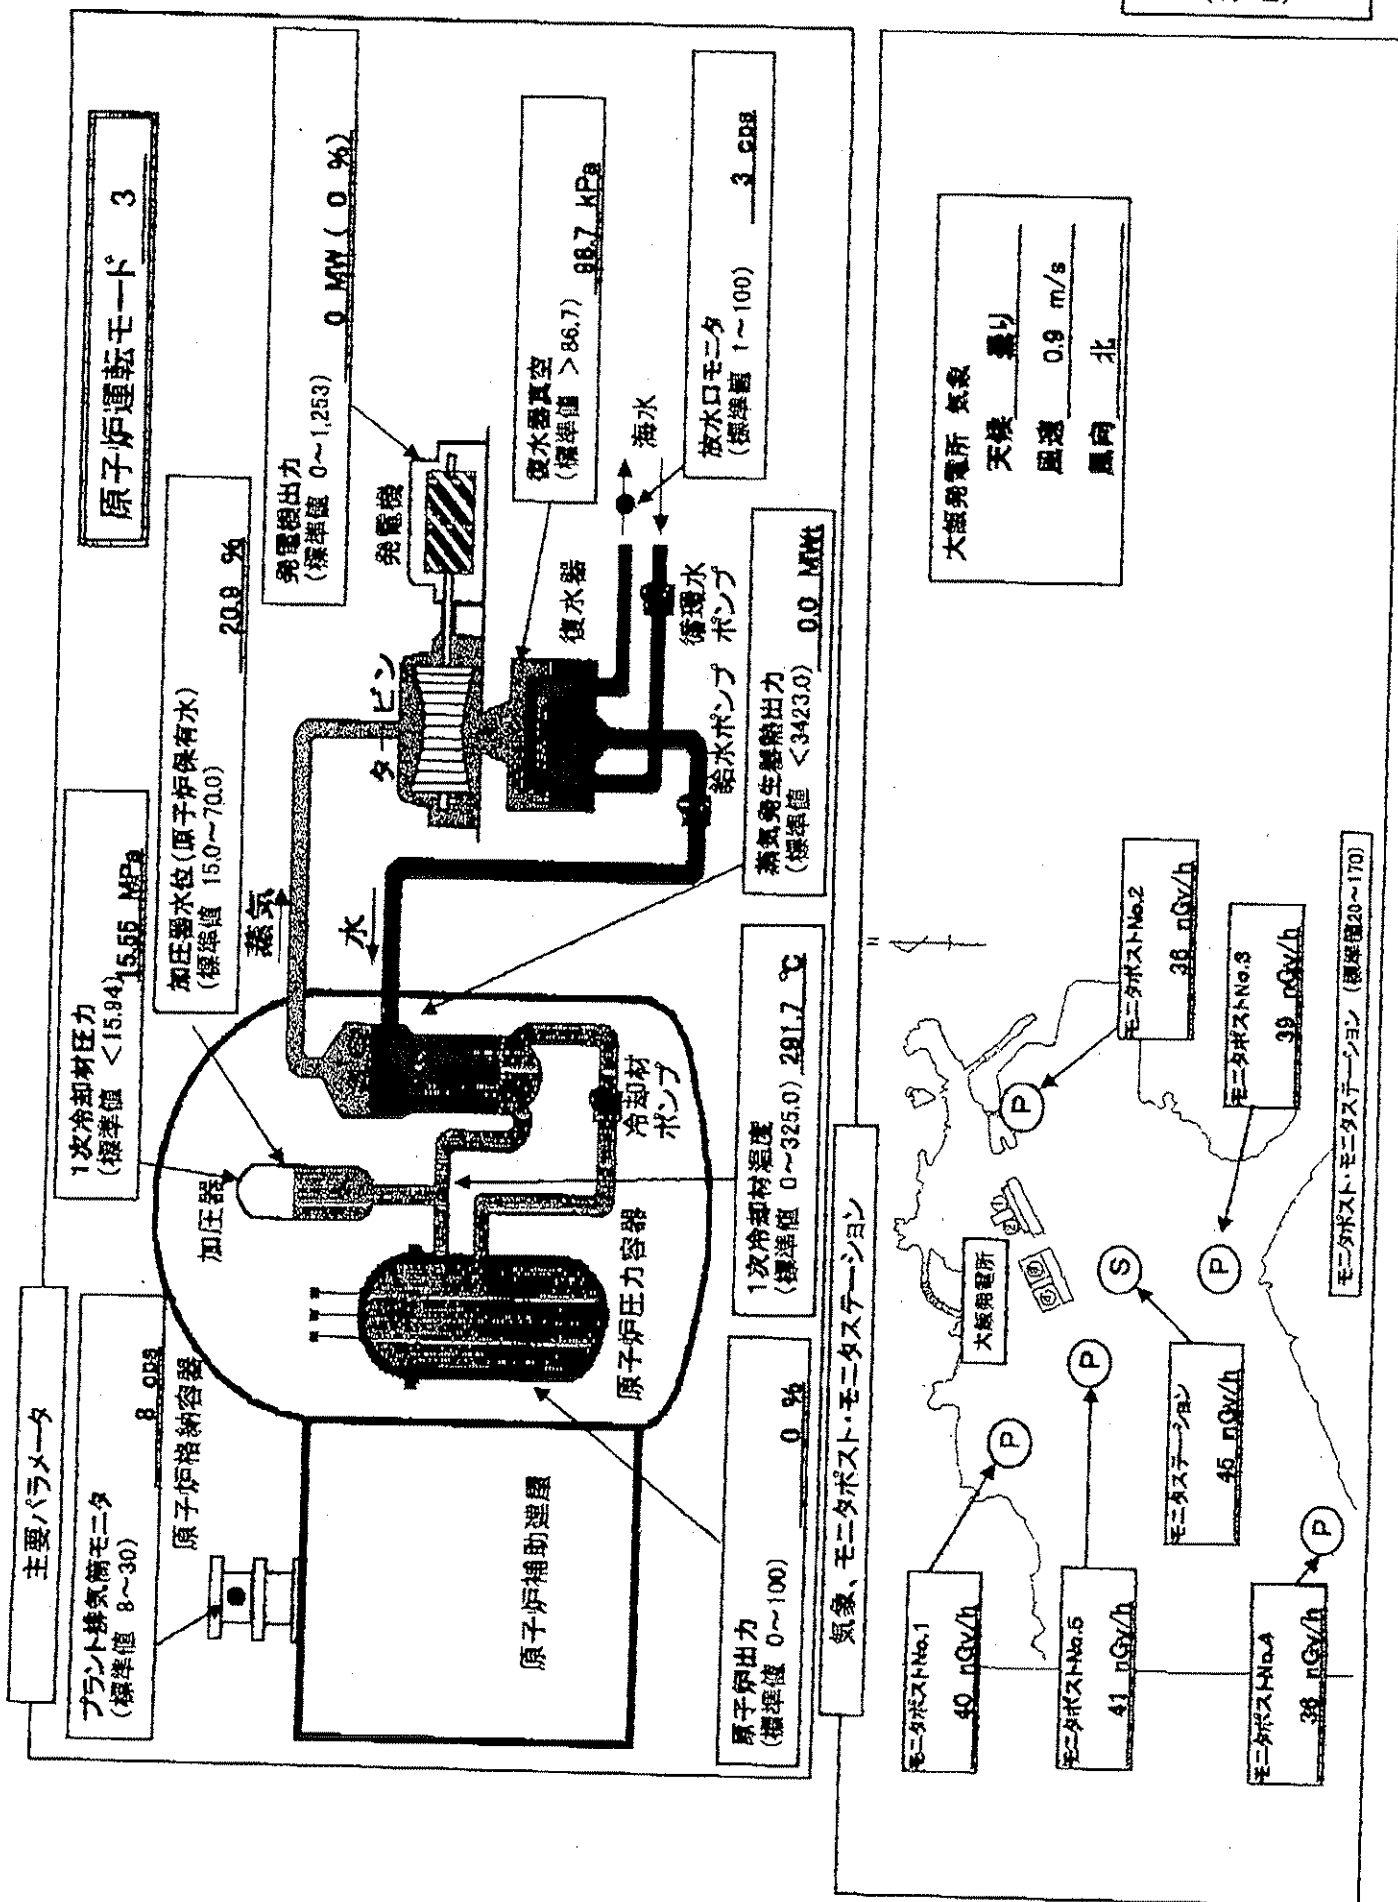 主要パラメータ
原子炉運転モード 3
プラント排気筒モニタ
(標準値 8～30)
8 cps
1次冷却材圧力
(標準値 <15.94)
15.55 MPa
加圧器水位(原子炉保有水)
(標準値 15.0～70.0)
20.9 %
発電機出力
(標準値 0～1,253)
0 MW ( 0 %)
原子炉格納容器
加圧器
蒸気
水
タービン
発電機
復水器真空
(標準値 >86.7)
復水器
海水
放水口モニタ
(標準値 1～100)
3 cps
循環水
ポンプ
給水ポンプ
冷却材
ポンプ
原子炉圧力容器
原子炉補助建屋
原子炉出力
(標準値 0～100)
0 %
1次冷却材温度
(標準値 0～325.0) 291.7 ℃
蒸気発生器熱出力
(標準値 <3423.0)
0.0 MWt
気象、モニタポスト・モニタステーション
モニタポストNo.1
40 nGy/h
モニタポストNo.5
41 nGy/h
モニタポストNo.4
nGy/h
モニタステーション
45 nGy/h
モニタポストNo.2
nGy/h
モニタポストNo.3
39 nGy/h
大飯発電所
P
P
P
S
P
P
大飯発電所 気象
天候 曇り
風速 0.9 m/s
風向 北
モニタポスト・モニタステーション (標準値20～170)